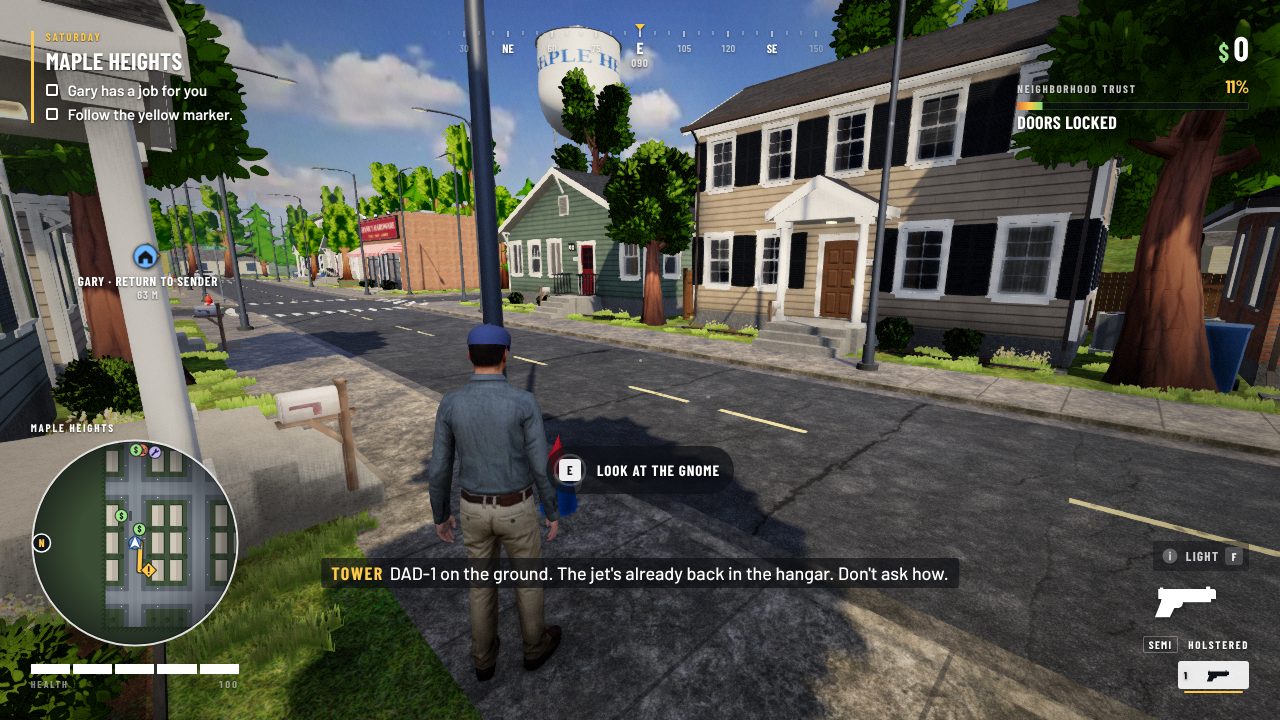 SATURDAY
MAPLE HEIGHTS
Gary has a job for you
Follow the yellow marker.
30 NE 60 75 E 105 120 SE 150
090
$0
NEIGHBORHOOD TRUST 11%
DOORS LOCKED
GARY · RETURN TO SENDER
63 M
MAPLE HEIGHTS
N
E LOOK AT THE GNOME
TOWER DAD-1 on the ground. The jet's already back in the hangar. Don't ask how.
LIGHT F
SEMI HOLSTERED
1
HEALTH 100